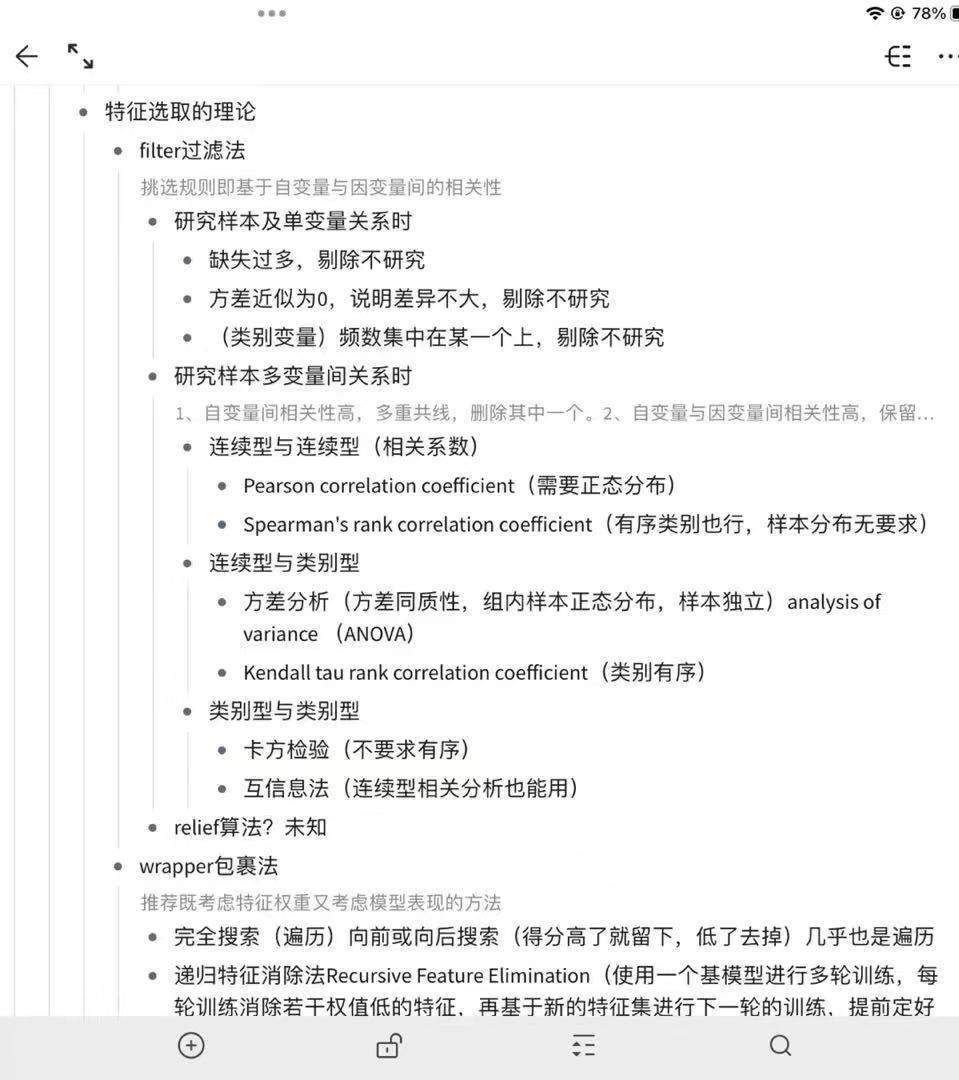 78%
特征选取的理论
filter过滤法
挑选规则即基于自变量与因变量间的相关性
研究样本及单变量关系时
缺失过多，剔除不研究
方差近似为0，说明差异不大，剔除不研究
（类别变量）频数集中在某一个上，剔除不研究
研究样本多变量间关系时
1、自变量间相关性高，多重共线，删除其中一个。2、自变量与因变量间相关性高，保留...
连续型与连续型（相关系数）
Pearson correlation coefficient（需要正态分布）
Spearman's rank correlation coefficient（有序类别也行，样本分布无要求）
连续型与类别型
方差分析（方差同质性，组内样本正态分布，样本独立）analysis of
variance （ANOVA）
Kendall tau rank correlation coefficient（类别有序）
类别型与类别型
卡方检验（不要求有序）
互信息法（连续型相关分析也能用）
relief算法？未知
wrapper包裹法
推荐既考虑特征权重又考虑模型表现的方法
完全搜索（遍历）向前或向后搜索（得分高了就留下，低了去掉）几乎也是遍历
递归特征消除法Recursive Feature Elimination（使用一个基模型进行多轮训练，每
轮训练消除若干权值低的特征，再基于新的特征集进行下一轮的训练，提前定好